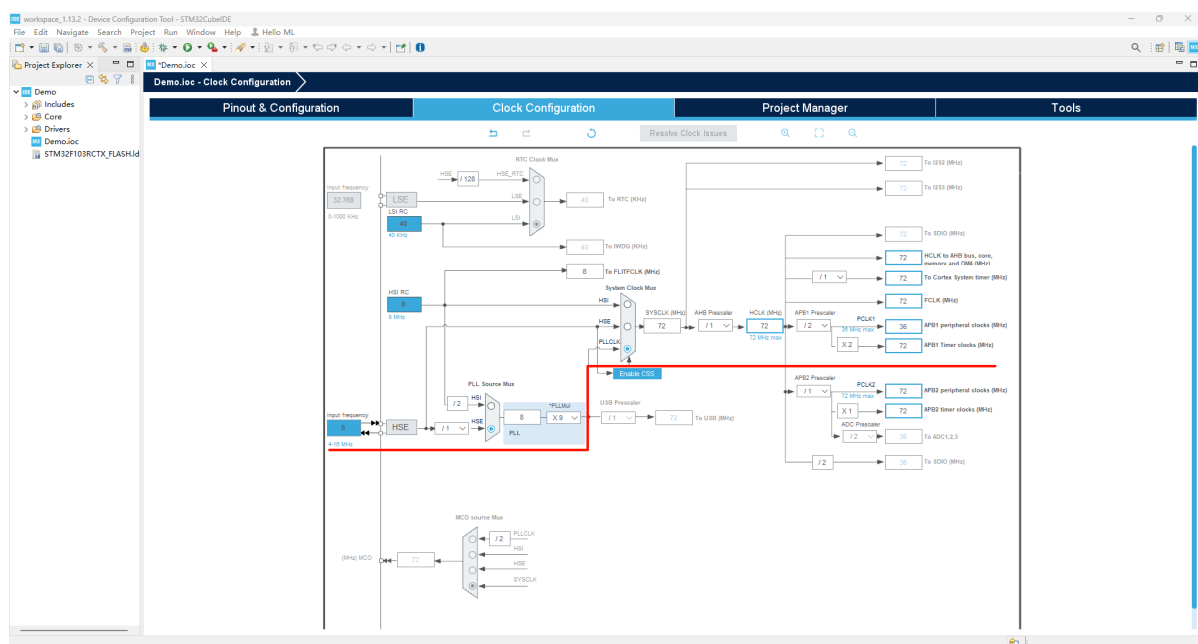 workspace_1.13.2 - Device Configuration Tool - STM32CubeIDE
File Edit Navigate Search Project Run Window Help Hello ML
Project Explorer
*Demo.ioc
Demo
Includes
Core
Drivers
Demo.ioc
STM32F103RCTX_FLASH.ld
Demo.ioc - Clock Configuration
Pinout & Configuration
Clock Configuration
Project Manager
Tools
Resolve Clock Issues
RTC Clock Mux
HSE
/ 128
HSE_RTC
Input frequency
32.768
0-1000 KHz
LSE
LSE
40
To RTC (KHz)
LSI RC
40
40 KHz
LSI
40
To IWDG (KHz)
8
To FLITFCLK (MHz)
HSI RC
8
8 MHz
System Clock Mux
HSI
HSE
PLLCLK
Enable CSS
SYSCLK (MHz)
72
AHB Prescaler
/ 1
HCLK (MHz)
72
72 MHz max
APB1 Prescaler
/ 2
PCLK1
36 MHz max
X 2
72
To I2S2 (MHz)
72
To I2S3 (MHz)
72
To SDIO (MHz)
72
HCLK to AHB bus, core,
memory and DMA (MHz)
/ 1
72
To Cortex System timer (MHz)
72
FCLK (MHz)
36
APB1 peripheral clocks (MHz)
72
APB1 Timer clocks (MHz)
PLL Source Mux
/ 2
HSI
Input frequency
8
4-16 MHz
HSE
/ 1
HSE
8
PLL
*PLLMul
X 9
USB Prescaler
/ 1
72
To USB (MHz)
APB2 Prescaler
/ 1
PCLK2
72 MHz max
72
APB2 peripheral clocks (MHz)
X 1
72
APB2 timer clocks (MHz)
ADC Prescaler
/ 2
36
To ADC1,2,3
/ 2
36
To SDIO (MHz)
MCO source Mux
/ 2
PLLCLK
HSI
HSE
SYSCLK
(MHz) MCO
72